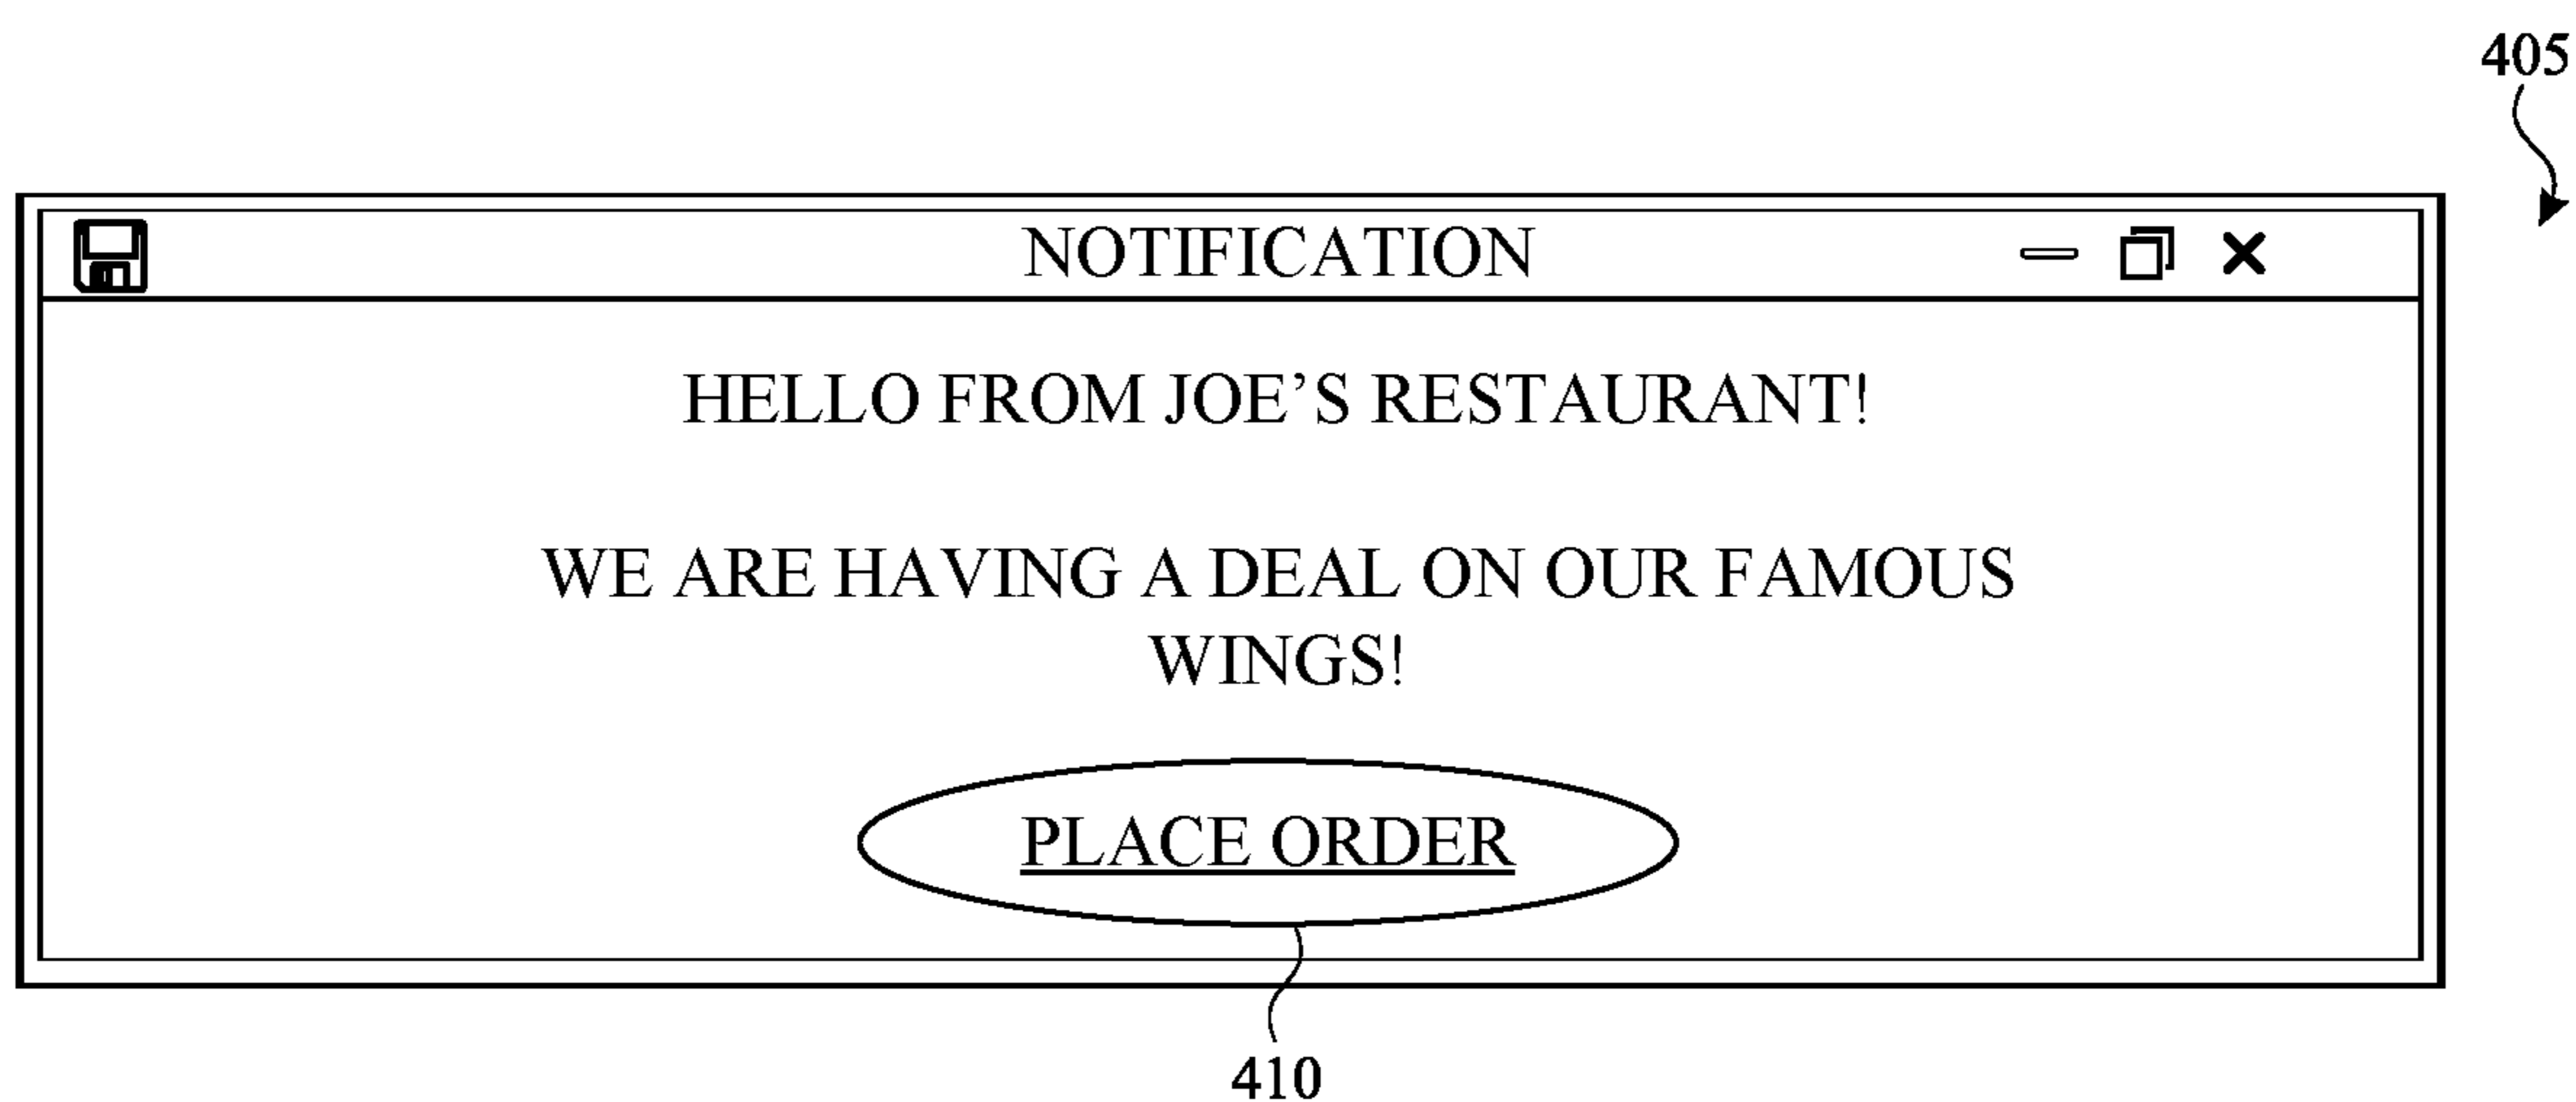 405
NOTIFICATION
HELLO FROM JOE’S RESTAURANT!
WE ARE HAVING A DEAL ON OUR FAMOUS
WINGS!
PLACE ORDER
410